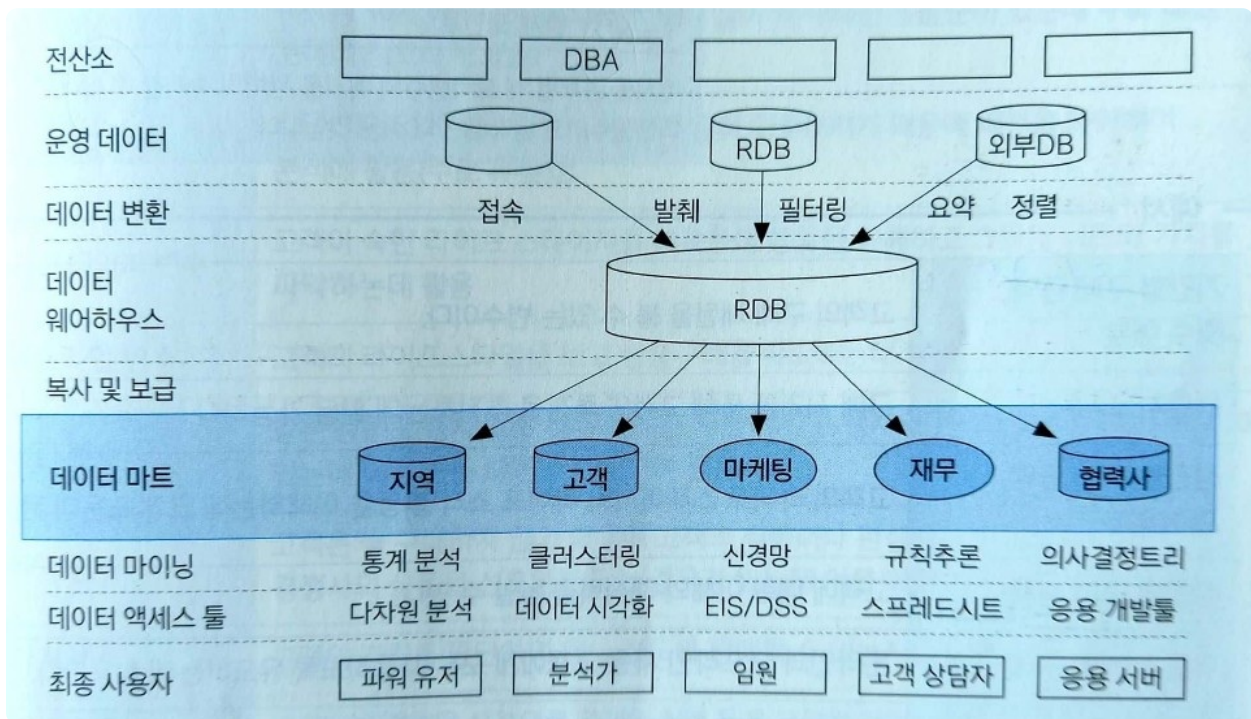 전산소
DBA
운영 데이터
RDB
외부DB
데이터 변환
접속
발췌
필터링
요약
정렬
데이터
웨어하우스
RDB
복사 및 보급
데이터 마트
지역
고객
마케팅
재무
협력사
데이터 마이닝
통계 분석
클러스터링
신경망
규칙추론
의사결정트리
데이터 액세스 툴
다차원 분석
데이터 시각화
EIS/DSS
스프레드시트
응용 개발툴
최종 사용자
파워 유저
분석가
임원
고객 상담자
응용 서버